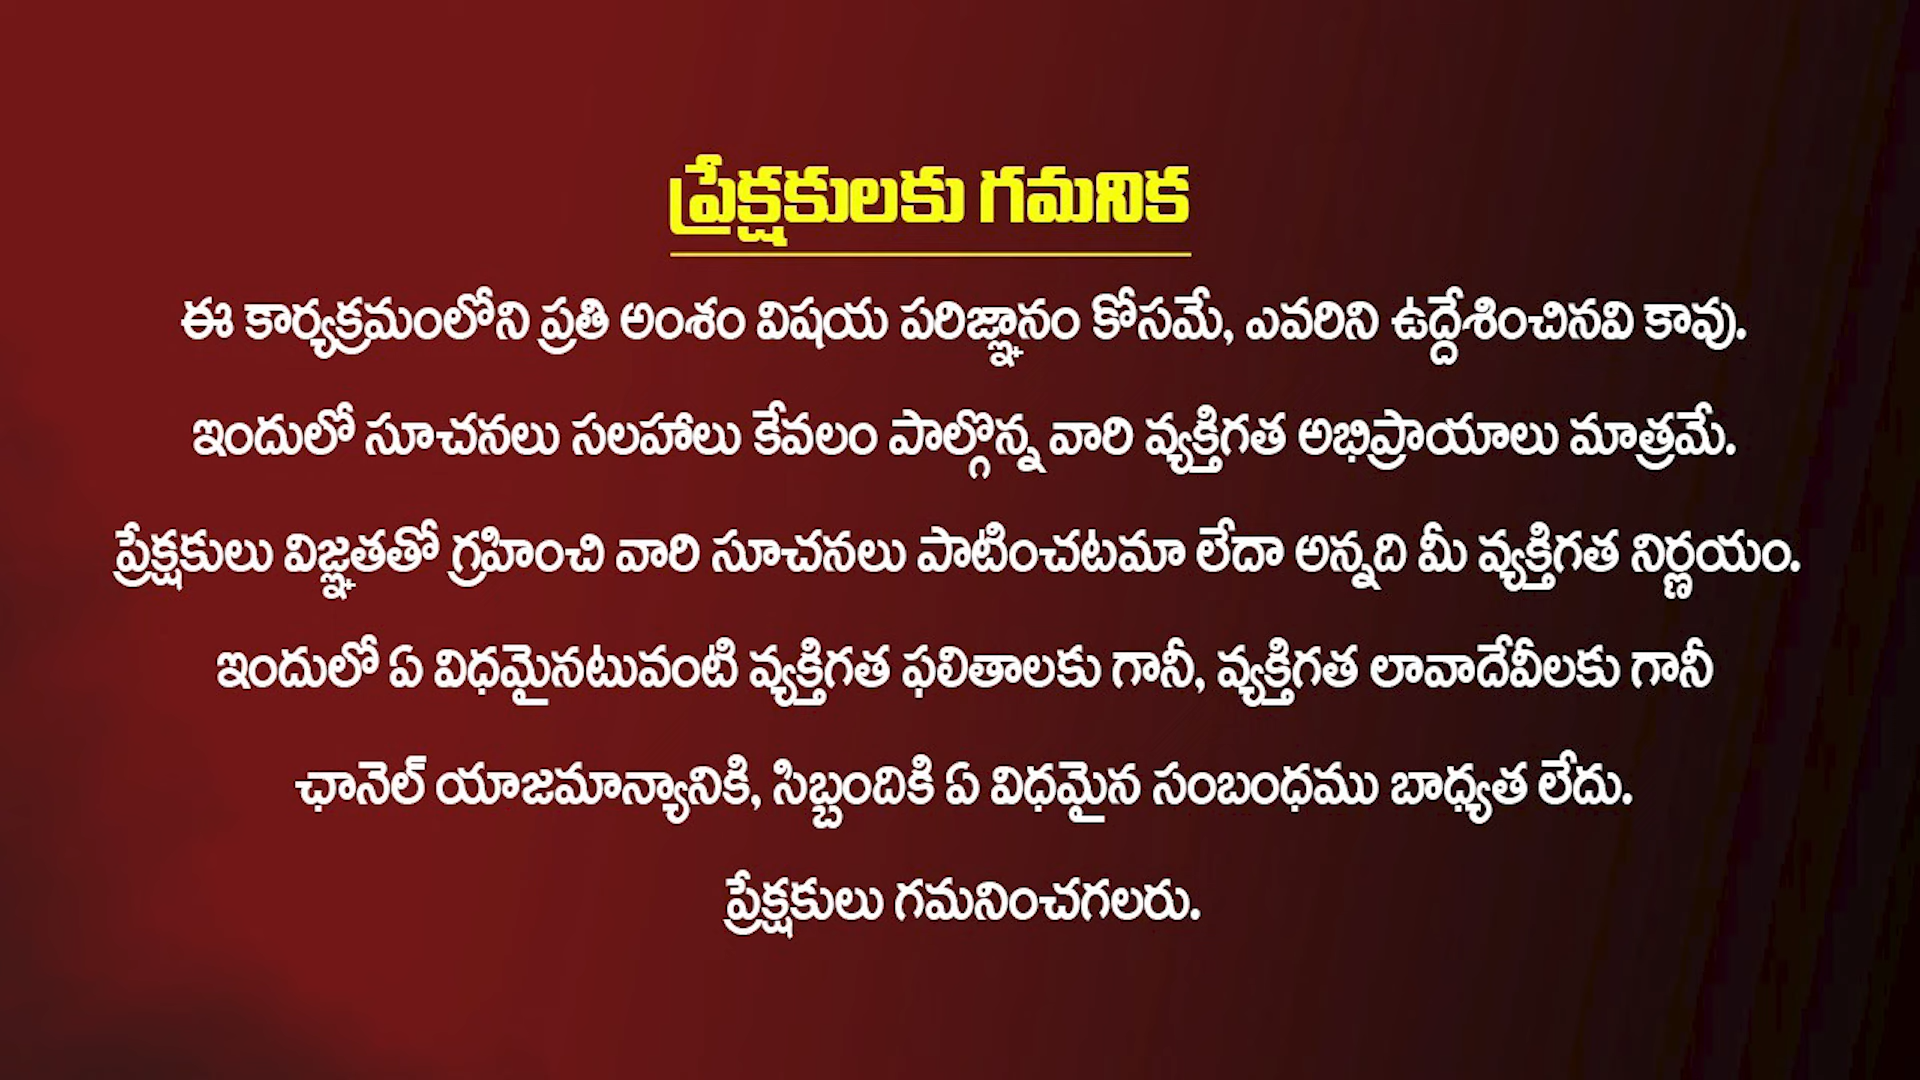 ప్రేక్షకులకు గమనిక
ఈ కార్యక్రమంలోని ప్రతి అంశం విషయ పరిజ్ఞానం కోసమే, ఎవరిని ఉద్దేశించినవి కావు.
ఇందులో సూచనలు సలహాలు కేవలం పాల్గొన్న వారి వ్యక్తిగత అభిప్రాయాలు మాత్రమే.
ప్రేక్షకులు విజ్ఞతతో గ్రహించి వారి సూచనలు పాటించటమా లేదా అన్నది మీ వ్యక్తిగత నిర్ణయం.
ఇందులో ఏ విధమైనటువంటి వ్యక్తిగత ఫలితాలకు గానీ, వ్యక్తిగత లావాదేవీలకు గానీ
ఛానెల్ యాజమాన్యానికి, సిబ్బందికి ఏ విధమైన సంబంధము బాధ్యత లేదు.
ప్రేక్షకులు గమనించగలరు.